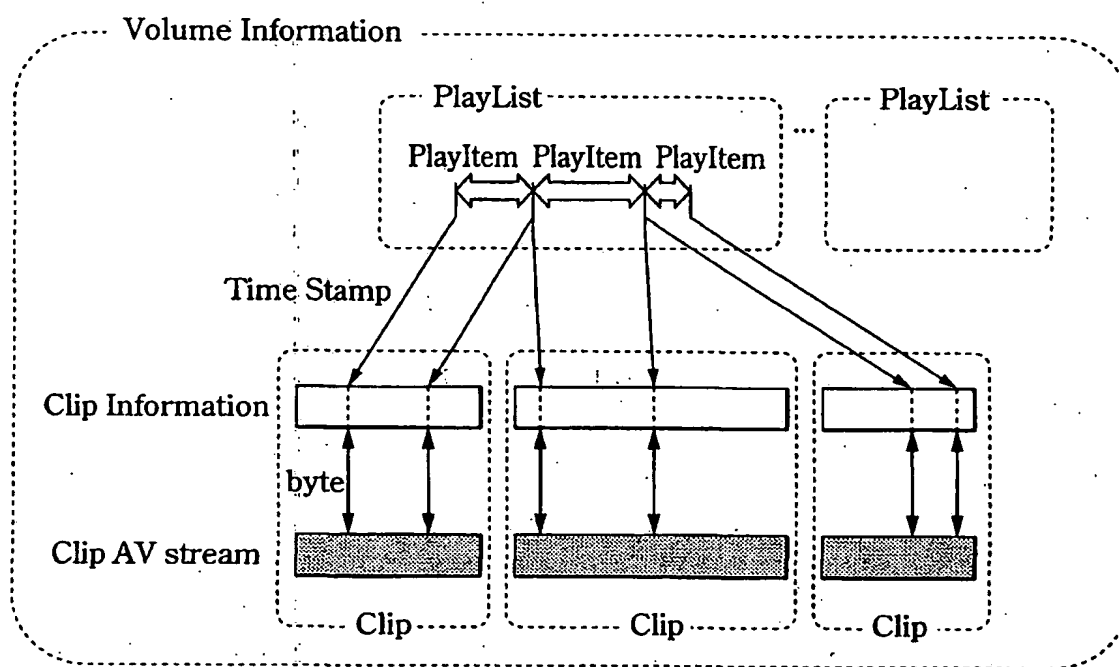 Volume Information
PlayList
PlayList
...
PlayItem PlayItem PlayItem
Time Stamp
Clip Information
byte
Clip AV stream
Clip
Clip
Clip